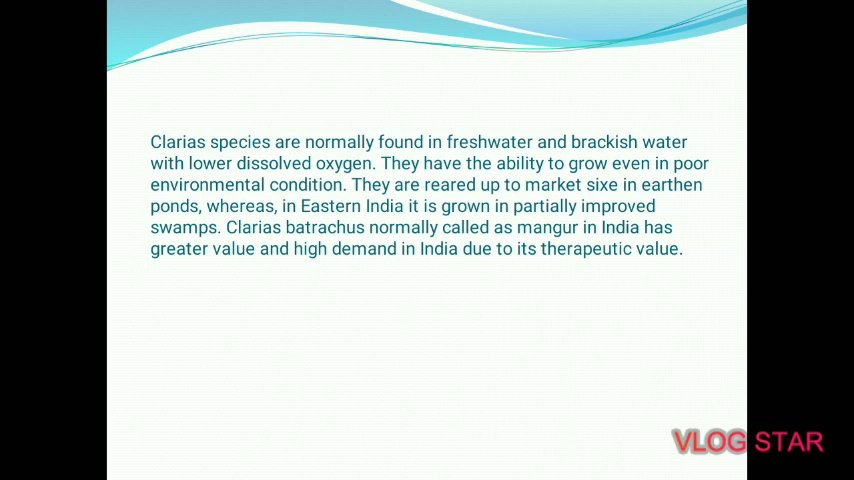 Clarias species are normally found in freshwater and brackish water
with lower dissolved oxygen. They have the ability to grow even in poor
environmental condition. They are reared up to market sixe in earthen
ponds, whereas, in Eastern India it is grown in partially improved
swamps. Clarias batrachus normally called as mangur in India has
greater value and high demand in India due to its therapeutic value.
VLOG STAR